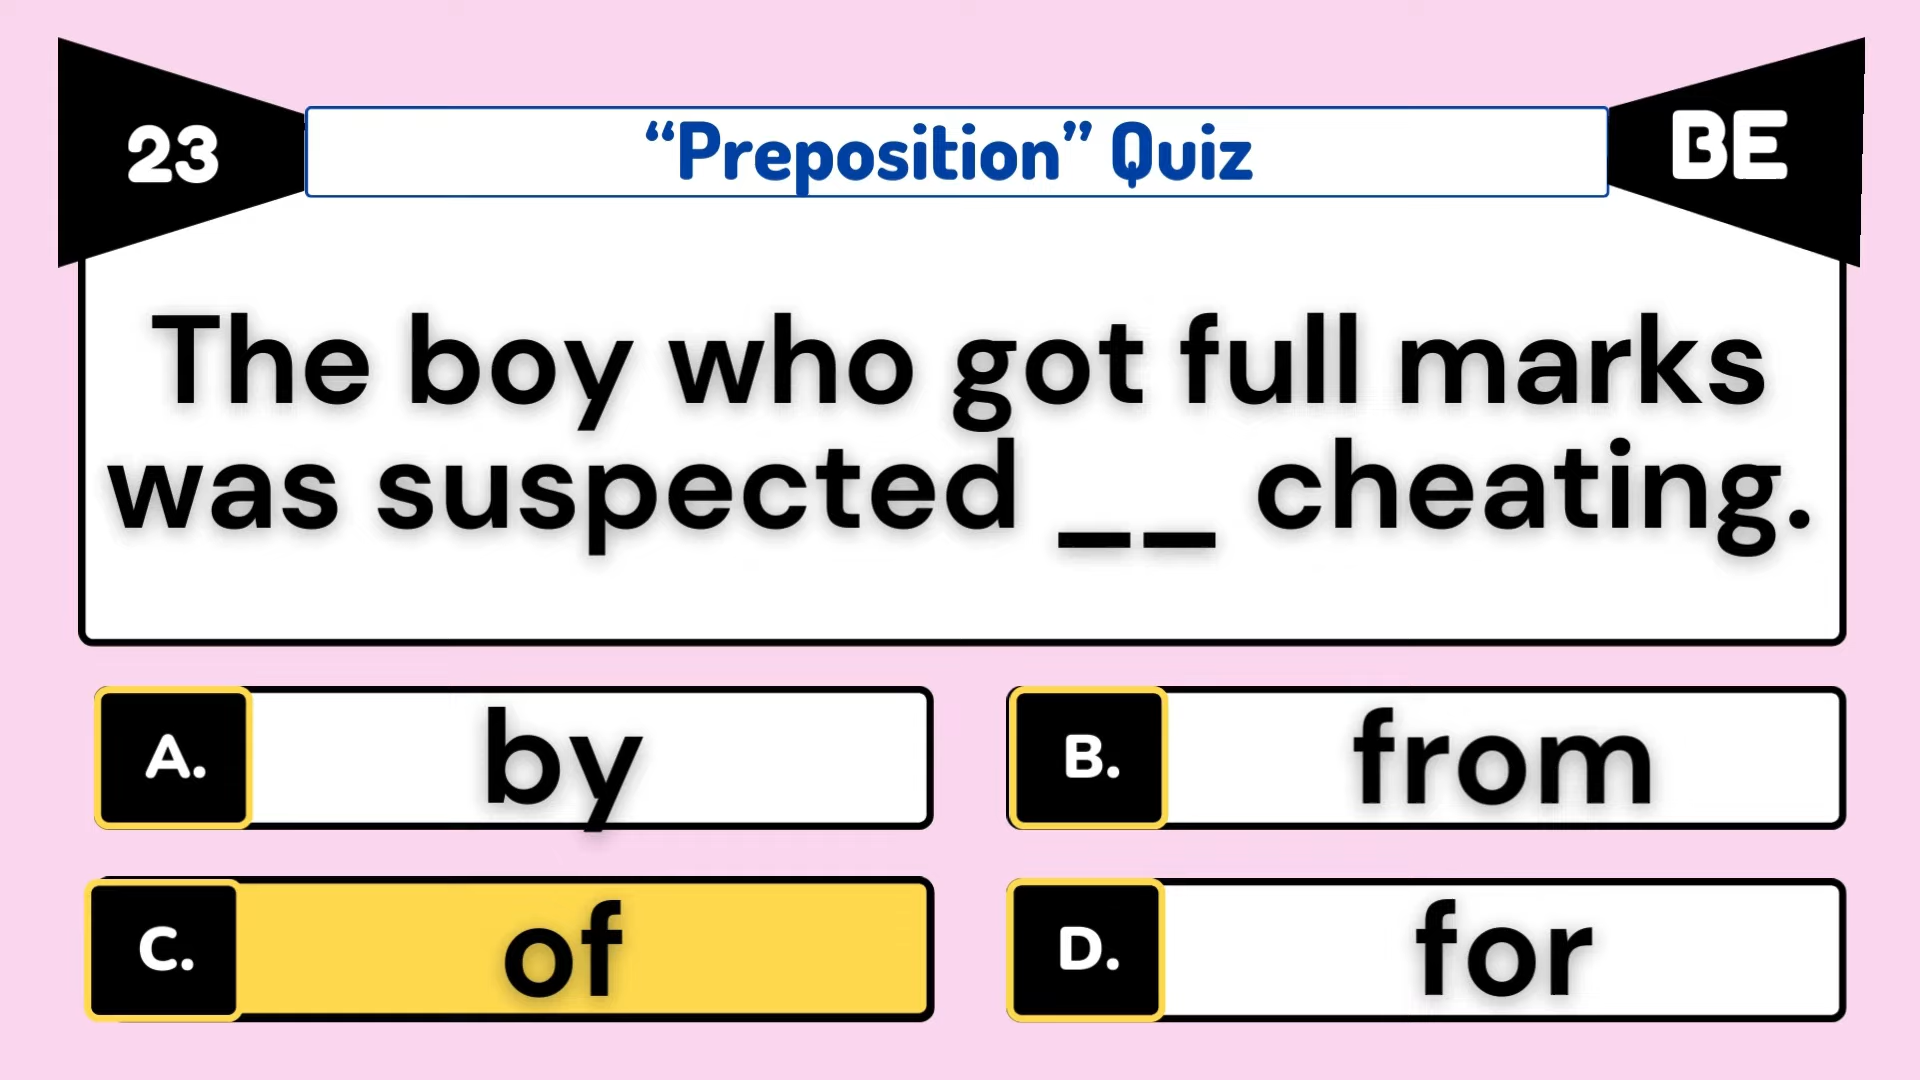 23
“Preposition” Quiz
BE
The boy who got full marks
was suspected __ cheating.
A. by
B. from
C. of
D. for